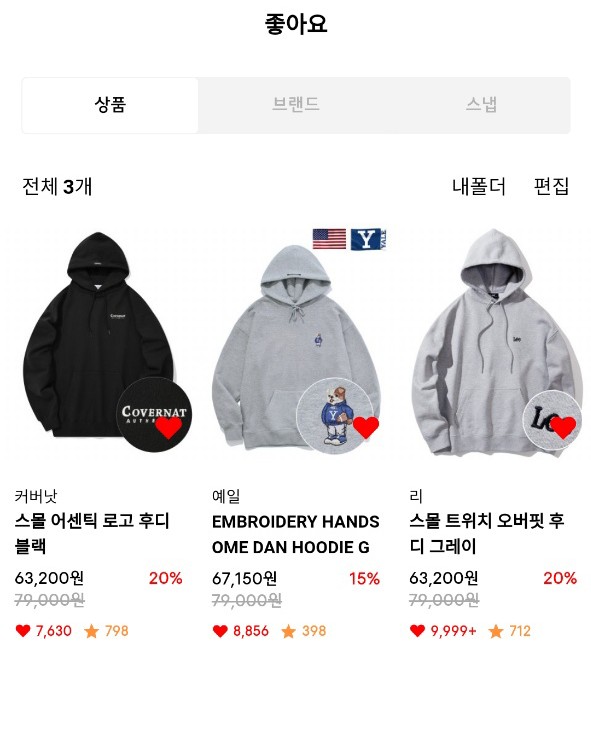 좋아요
상품 브랜드 스냅
전체 3개 내폴더 편집
Y YALE
COVERNAT
COVERNAT
Y
Lee
커버낫 예일 리
스몰 어센틱 로고 후디 블랙
EMBROIDERY HANDSOME DAN HOODIE G
스몰 트위치 오버핏 후디 그레이
63,200원 20% 67,150원 15% 63,200원 20%
79,000원 79,000원 79,000원
7,630 798 8,856 398 9,999+ 712